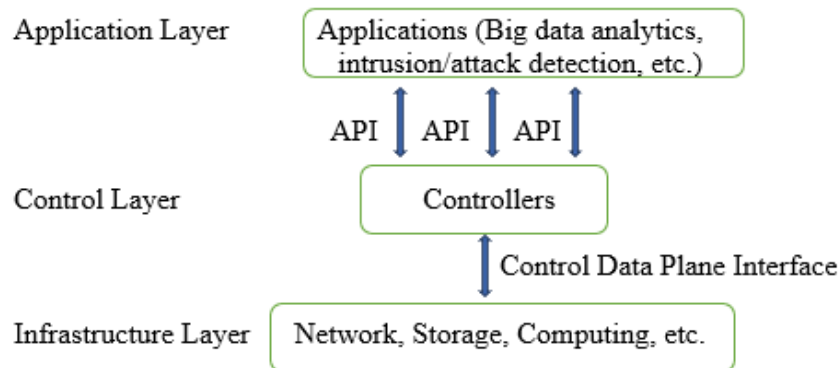 Application Layer
Applications (Big data analytics,
intrusion/attack detection, etc.)
API API API
Control Layer
Controllers
Control Data Plane Interface
Infrastructure Layer
Network, Storage, Computing, etc.